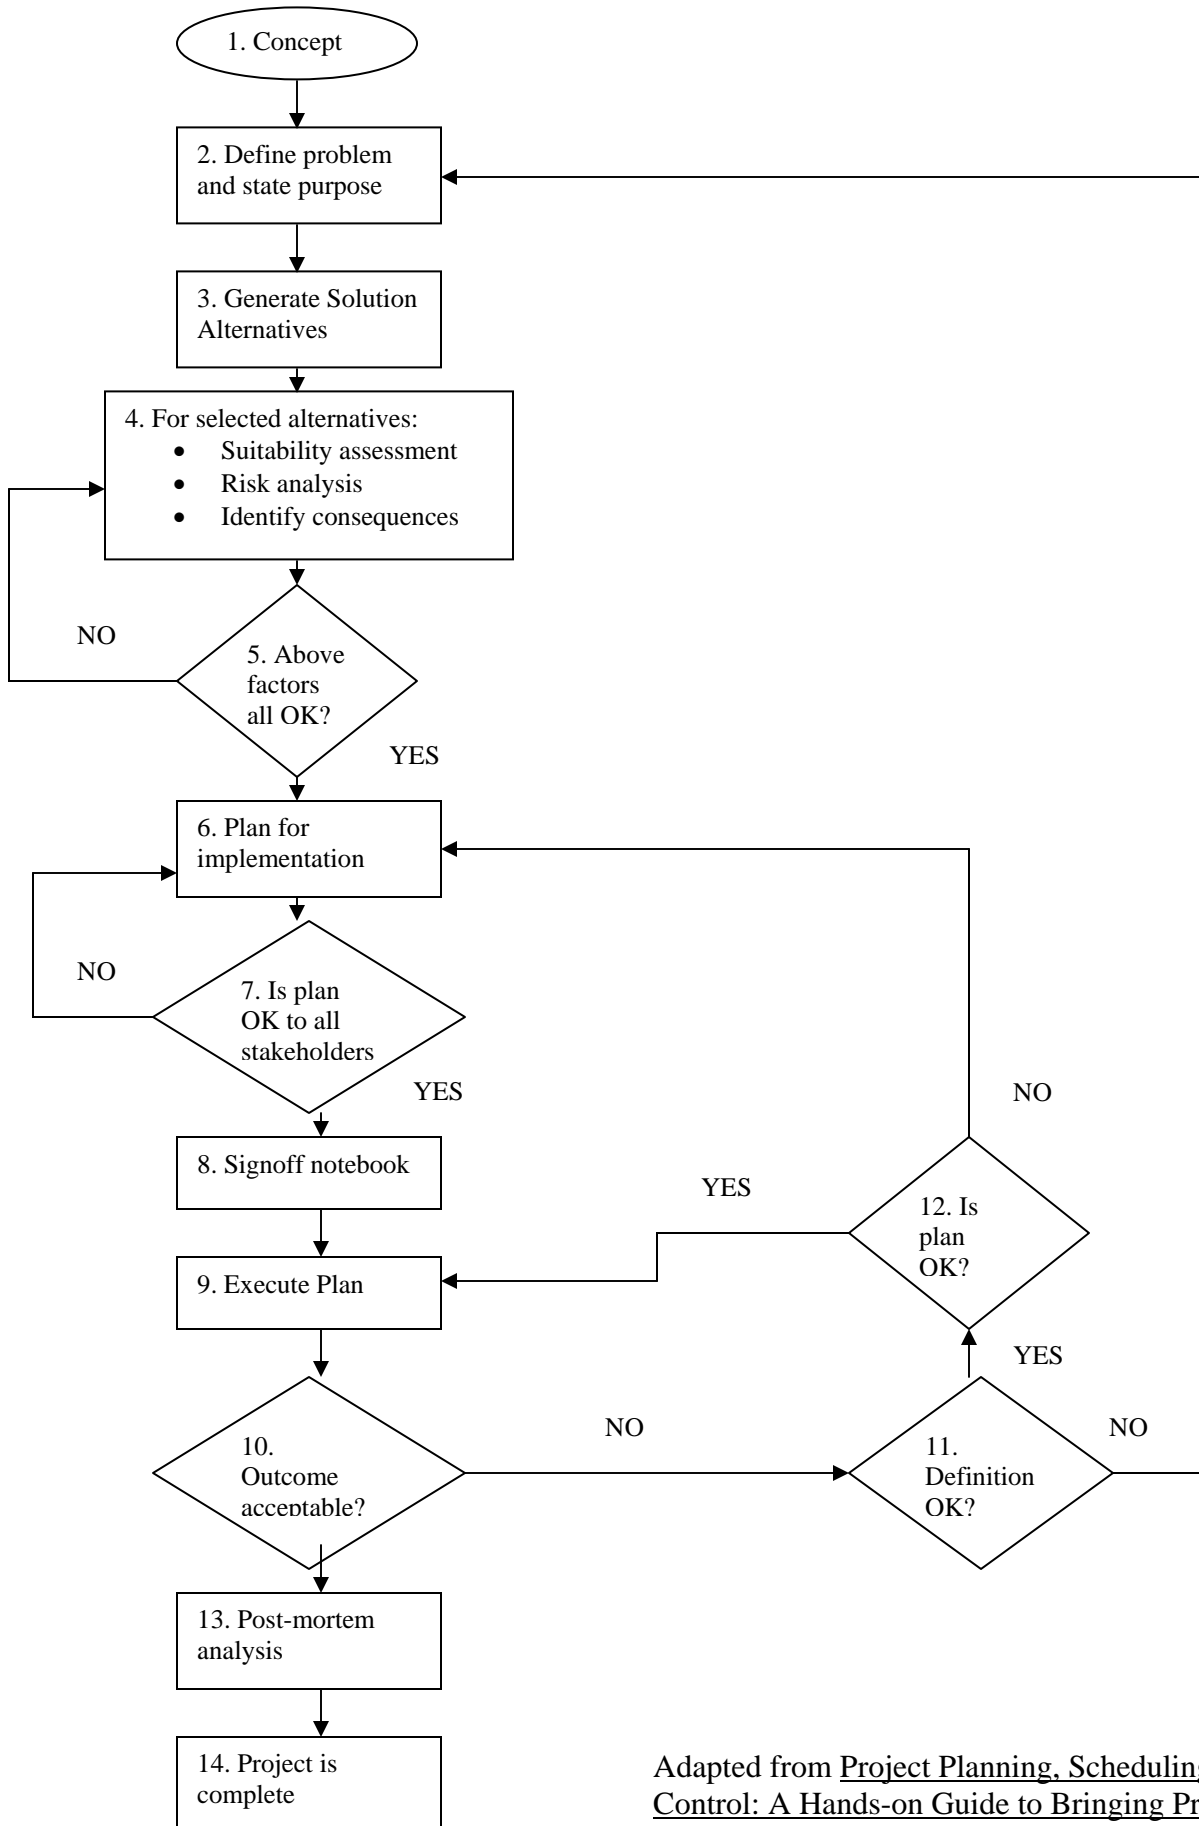 1. Concept
2. Define problem
and state purpose
3. Generate Solution
Alternatives
4. For selected alternatives:
• Suitability assessment
• Risk analysis
• Identify consequences
NO
5. Above
factors
all OK?
YES
6. Plan for
implementation
NO
7. Is plan
OK to all
stakeholders
YES
8. Signoff notebook
9. Execute Plan
YES
12. Is
plan
OK?
NO
YES
10.
Outcome
acceptable?
NO
11.
Definition
OK?
NO
13. Post-mortem
analysis
14. Project is
complete
Adapted from Project Planning, Scheduling
Control: A Hands-on Guide to Bringing Pr